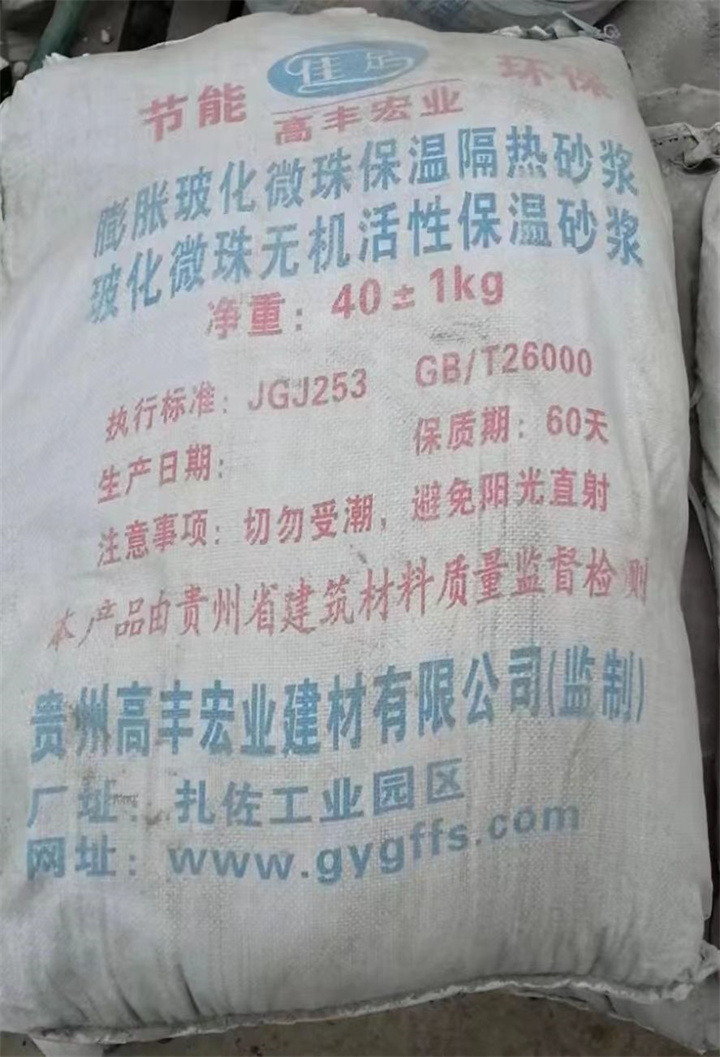 节能 环保
佳
高丰宏业
膨胀玻化微珠保温隔热砂浆
玻化微珠无机活性保温砂浆
净重：40±1kg
执行标准：JGJ253 GB/T26000
生产日期：
保质期：60天
注意事项：切勿受潮，避免阳光直射
本产品由贵州省建筑材料质量监督检测
贵州高丰宏业建材有限公司(监制)
厂址：扎佐工业园区
网址：www.gygffs.com